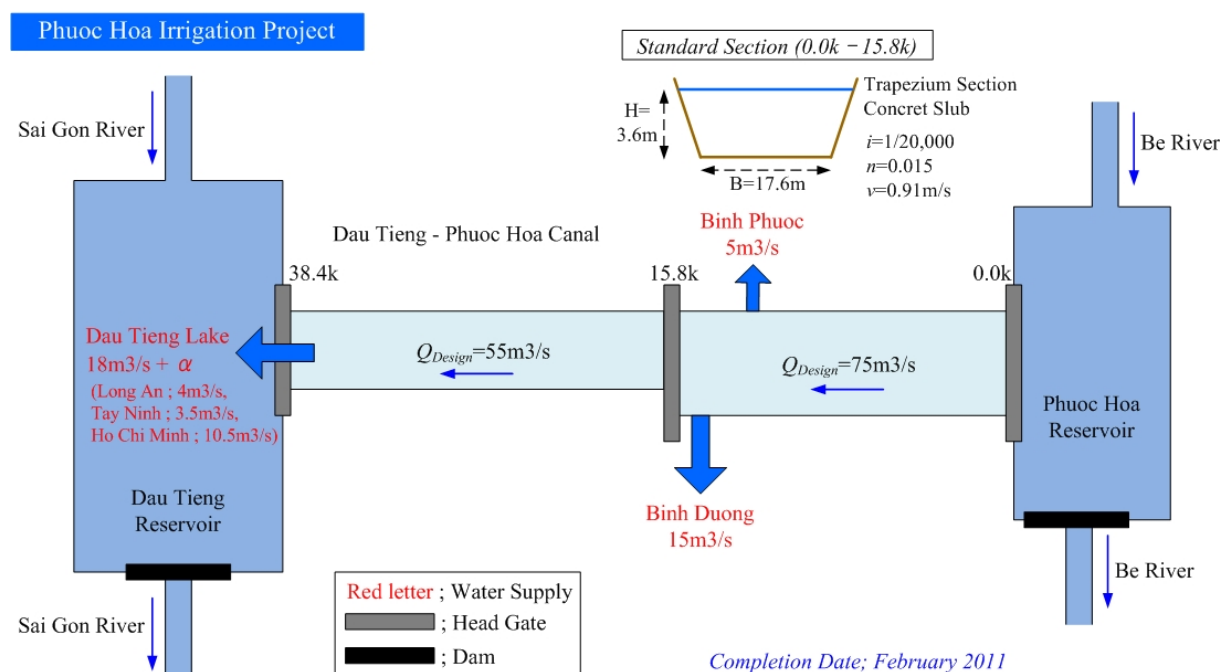 Phuoc Hoa Irrigation Project
Standard Section (0.0k – 15.8k)
Trapezium Section
Concret Slub
H=
3.6m
i=1/20,000
n=0.015
v=0.91m/s
B=17.6m
Sai Gon River
Be River
Binh Phuoc
5m3/s
Dau Tieng - Phuoc Hoa Canal
38.4k
15.8k
0.0k
Dau Tieng Lake
18m3/s + α
(Long An ; 4m3/s,
Tay Ninh ; 3.5m3/s,
Ho Chi Minh ; 10.5m3/s)
QDesign=55m3/s
QDesign=75m3/s
Phuoc Hoa
Reservoir
Dau Tieng
Reservoir
Binh Duong
15m3/s
Be River
Sai Gon River
Red letter ; Water Supply
; Head Gate
; Dam
Completion Date; February 2011